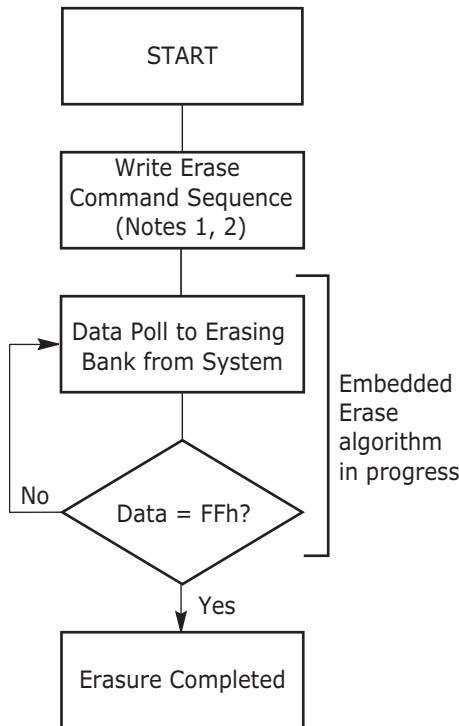 START
Write Erase
Command Sequence
(Notes 1, 2)
Data Poll to Erasing
Bank from System
Embedded
Erase
algorithm
in progress
No
Data = FFh?
Yes
Erasure Completed